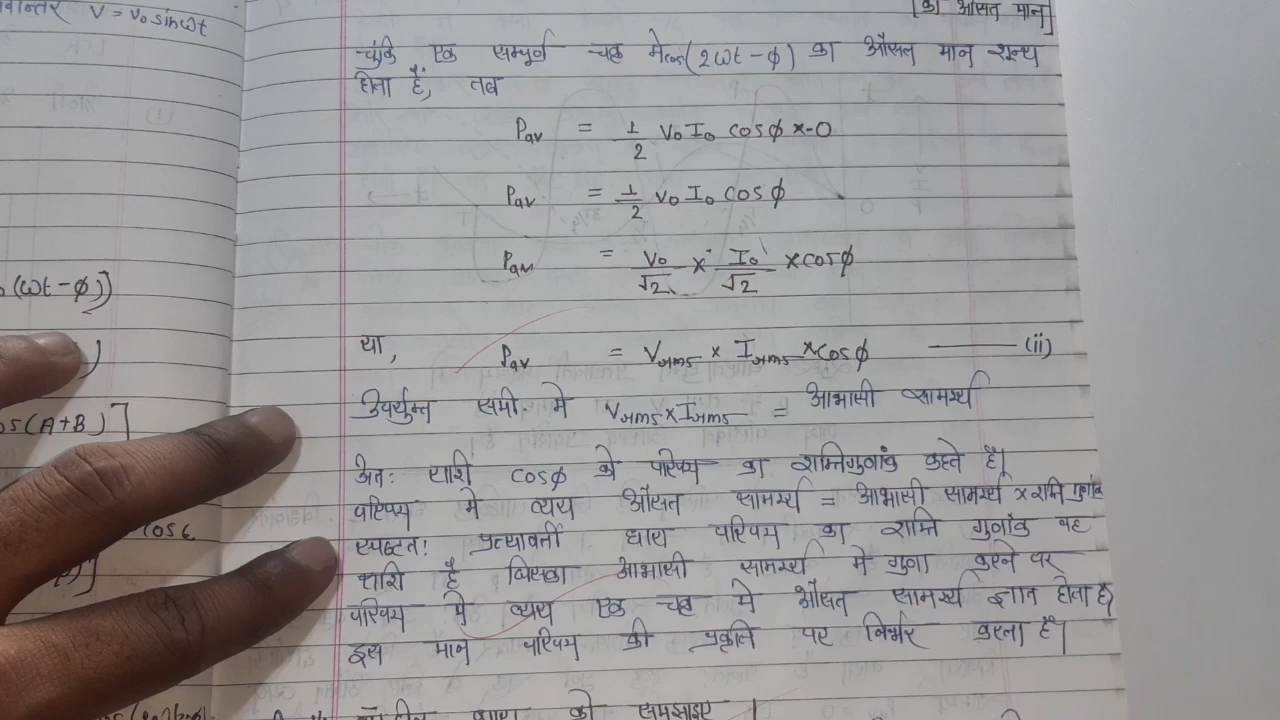 V = V₀ sinωt
[का औसत मान]
चूंकि एक सम्पूर्ण चक्र में cos(2ωt - ϕ) का औसत मान शून्य
होता हैं, तब
Pav = 1/2 V₀ I₀ cosϕ x-0
Pav = 1/2 V₀ I₀ cosϕ
Pav = V₀/√2 × I₀/√2 × cosϕ
(ωt - ϕ)]
या, Pav = Vrms × Irms × cosϕ ——— (ii)
उपर्युक्त समी. मे Vrms × Irms = आभासी सामर्थ्य
os(A+B)]
अत: राशि cosϕ को परिपथ का शक्तिगुणांक कहते हैं।
परिपथ मे व्यय औसत सामर्थ्य = आभासी सामर्थ्य × शक्ति गुणांक
स्पष्टत: प्रत्यावर्ती धारा परिपथ का शक्ति गुणांक वह
राशि है जिसका आभासी सामर्थ्य मे गुणा करने पर
परिपथ मे व्यय एक चक्र मे औसत सामर्थ्य ज्ञात होता है
इस मान परिपथ की प्रकृति पर निर्भर करता हैं।
धारा को समझाइए